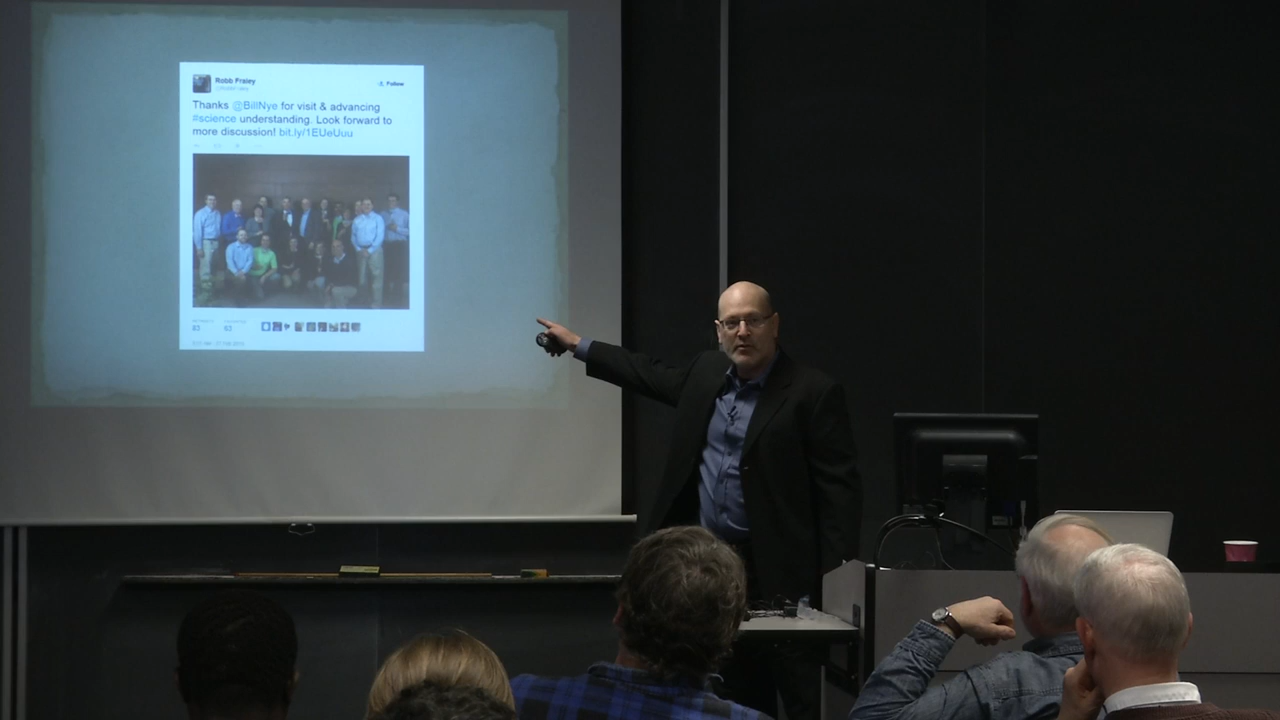 Robb Fraley
Follow
Thanks @BillNye for visit & advancing
#science understanding. Look forward to
more discussion! bit.ly/1EUeUuu